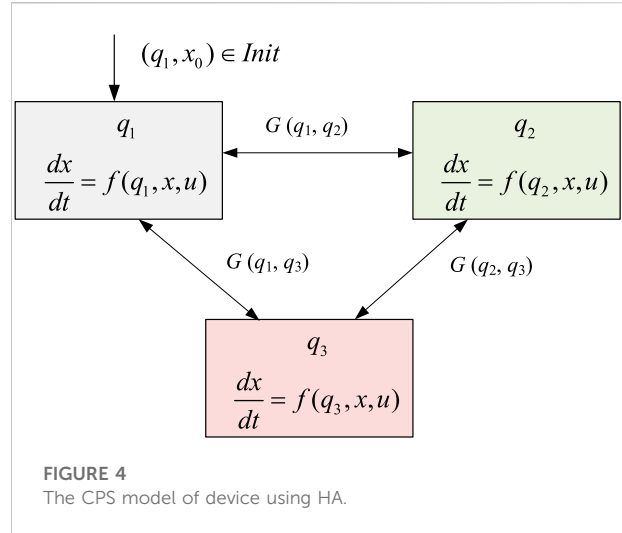 (q₁, x₀) ∈ Init
q₁
dx/dt = f(q₁, x, u)
G (q₁, q₂)
q₂
dx/dt = f(q₂, x, u)
G (q₁, q₃)
G (q₂, q₃)
q₃
dx/dt = f(q₃, x, u)
FIGURE 4
The CPS model of device using HA.